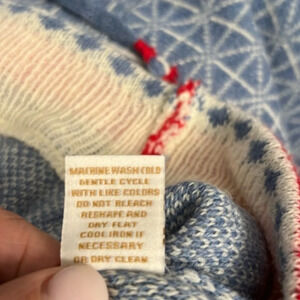 MACHINE WASH COLD
GENTLE CYCLE
WITH LIKE COLORS
DO NOT BLEACH
RESHAPE AND
DRY FLAT
COOL IRON IF
NECESSARY
OR DRY CLEAN